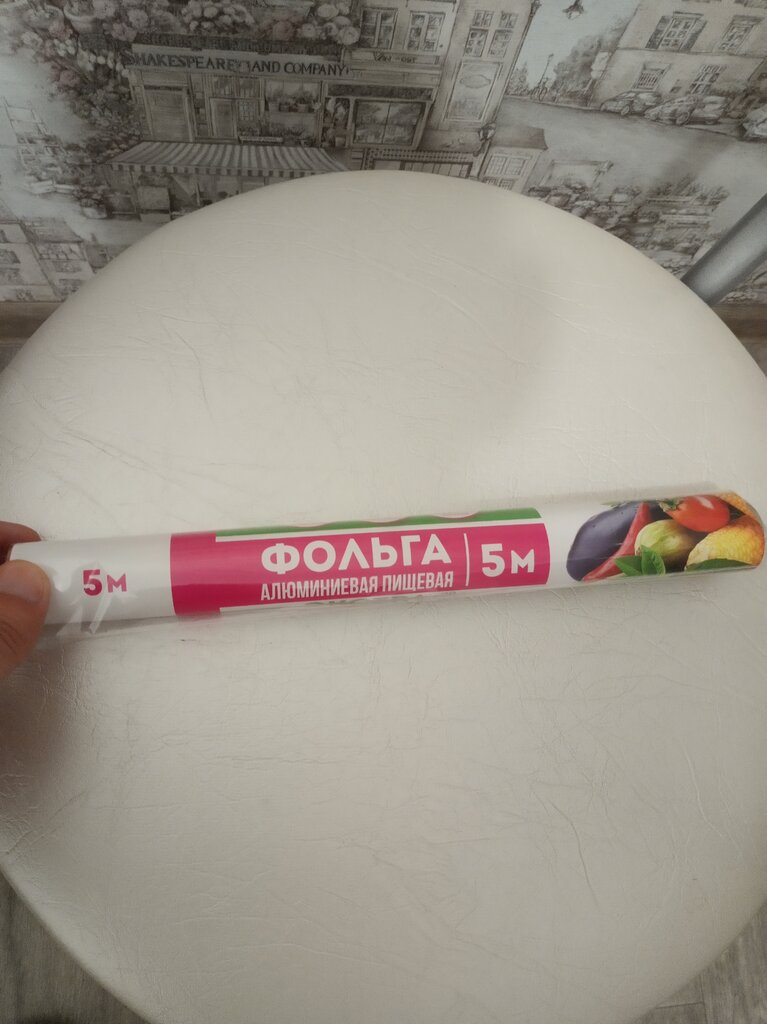 SHAKESPEARE AND COMPANY
5м
ФОЛЬГА
АЛЮМИНИЕВАЯ ПИЩЕВАЯ
5м